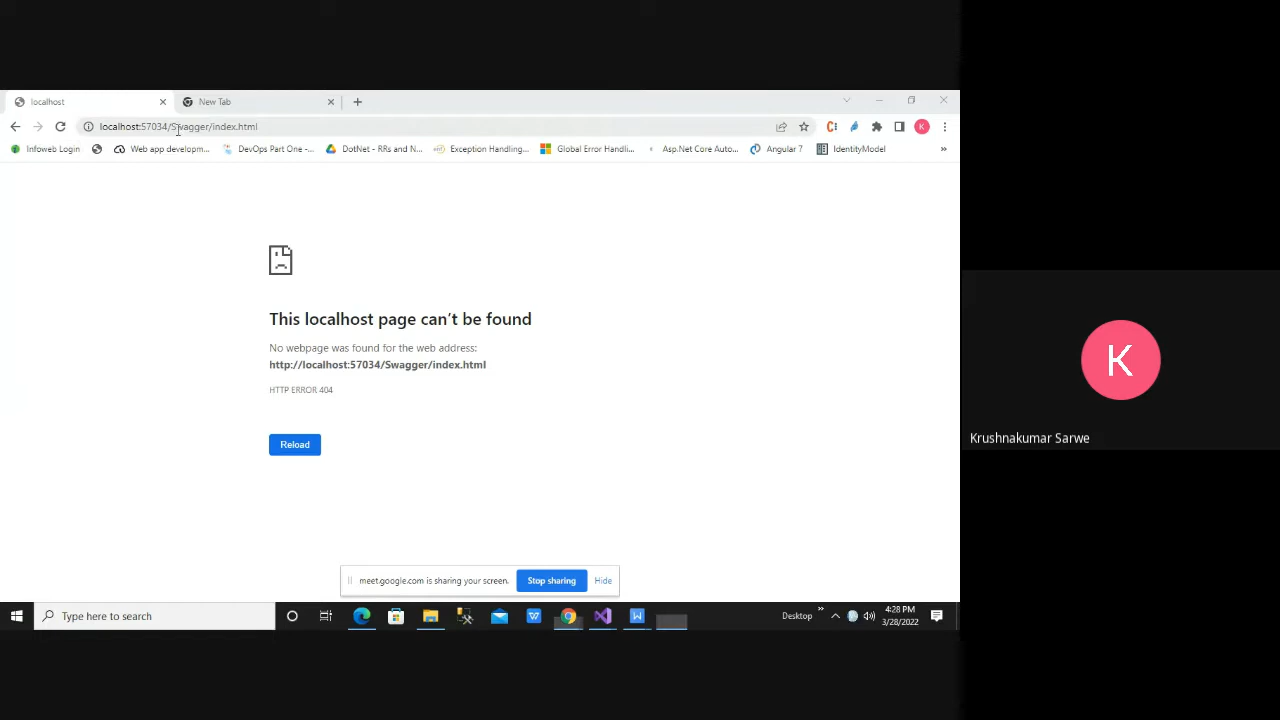 localhost
New Tab
localhost:57034/Swagger/index.html
K
Infoweb Login
Web app developm...
DevOps Part One -...
DotNet - RRs and N...
Exception Handling...
Global Error Handli...
Asp.Net Core Auto...
Angular 7
IdentityModel
»
This localhost page can't be found
No webpage was found for the web address:
http://localhost:57034/Swagger/index.html
HTTP ERROR 404
Reload
K
Krushnakumar Sarwe
meet.google.com is sharing your screen.
Stop sharing
Hide
Type here to search
Desktop
»
4:28 PM
3/28/2022